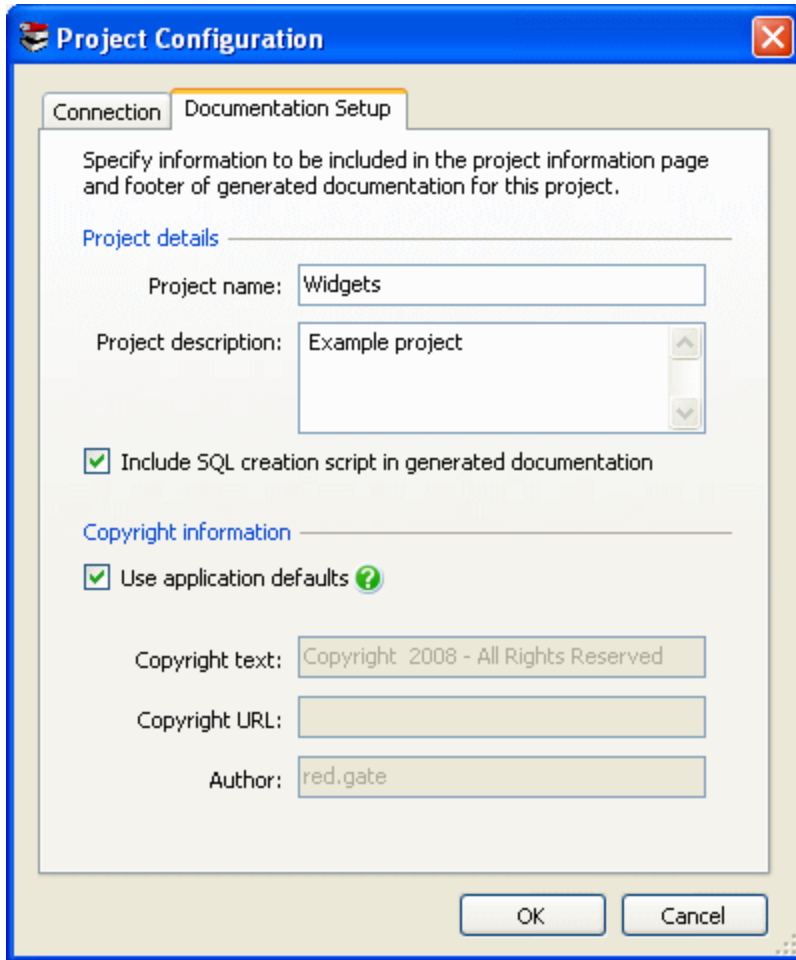 Project Configuration
Connection
Documentation Setup
Specify information to be included in the project information page
and footer of generated documentation for this project.
Project details
Project name:
Widgets
Project description:
Example project
Include SQL creation script in generated documentation
Copyright information
Use application defaults
Copyright text:
Copyright  2008 - All Rights Reserved
Copyright URL:
Author:
red.gate
OK
Cancel